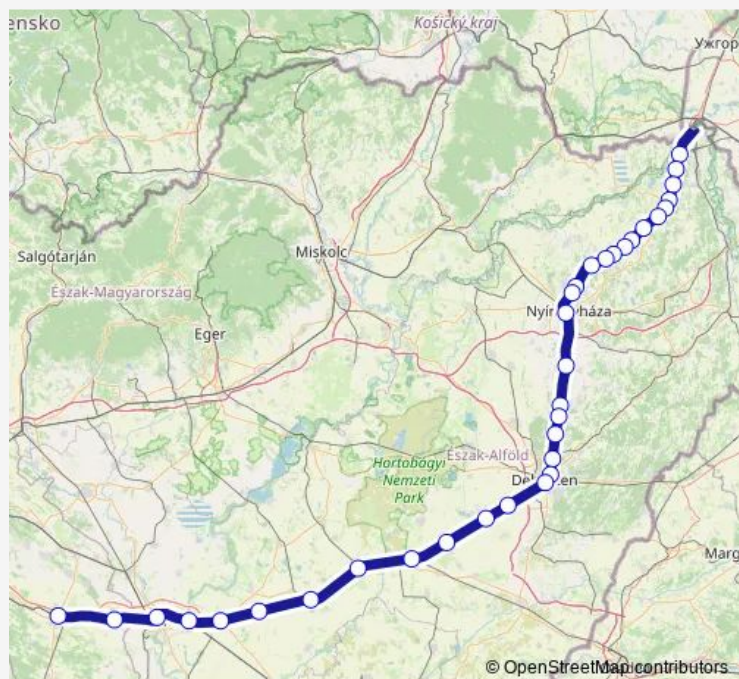 ensko
Košický kraj
Ужгор
Salgótarján
Miskolc
Észak-Magyarország
Nyír
háza
Eger
Észak-Alföld
Hortobágyi
Nemzeti
Park
De
en
Marg
© OpenStreetMap contributors